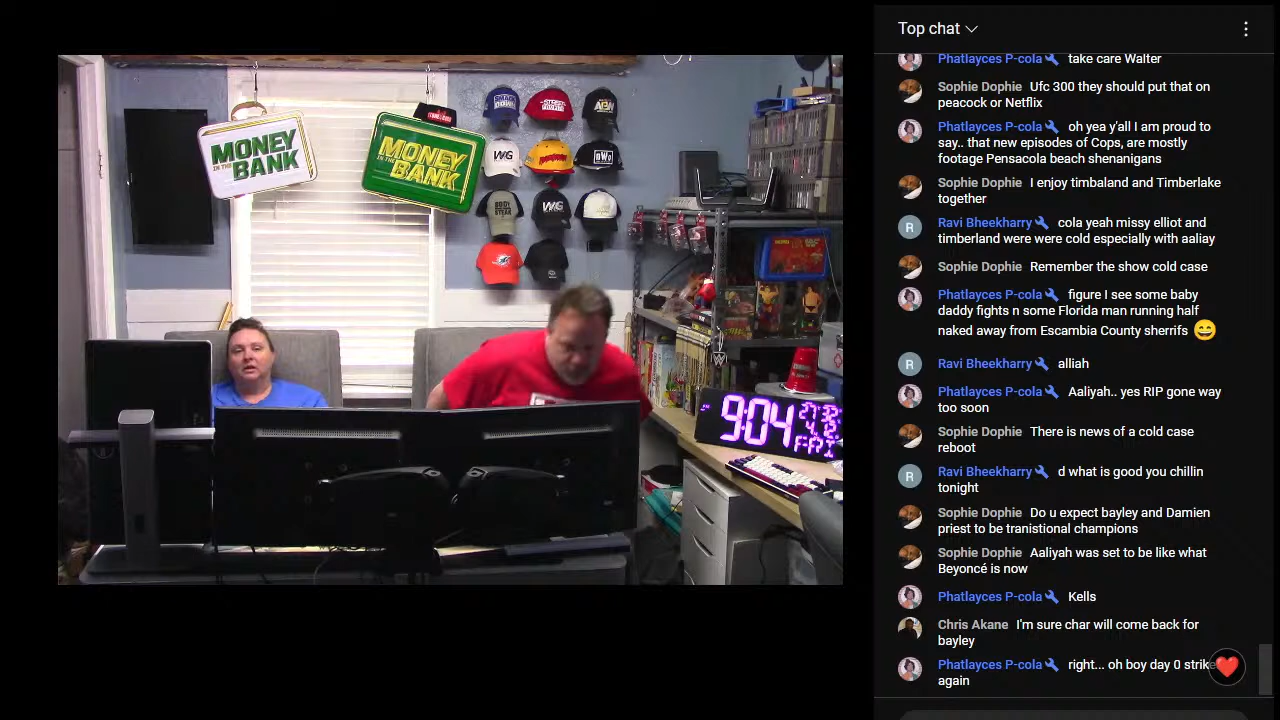 Top chat
Phatlayces P-cola take care Walter
Sophie Dophie Ufc 300 they should put that on
peacock or Netflix
Phatlayces P-cola oh yea y'all I am proud to
say.. that new episodes of Cops, are mostly
footage Pensacola beach shenanigans
Sophie Dophie I enjoy timbaland and Timberlake
together
R Ravi Bheekharry cola yeah missy elliot and
timberland were were cold especially with aaliay
Sophie Dophie Remember the show cold case
Phatlayces P-cola figure I see some baby
daddy fights n some Florida man running half
naked away from Escambia County sherrifs 😄
R Ravi Bheekharry alliah
Phatlayces P-cola Aaliyah.. yes RIP gone way
too soon
Sophie Dophie There is news of a cold case
reboot
R Ravi Bheekharry d what is good you chillin
tonight
Sophie Dophie Do u expect bayley and Damien
priest to be tranistional champions
Sophie Dophie Aaliyah was set to be like what
Beyoncé is now
Phatlayces P-cola Kells
Chris Akane I'm sure char will come back for
bayley
Phatlayces P-cola right... oh boy day 0 strike
again
MONEY
IN THE
BANK
MONEY
IN THE
BANK
WG
nWo
WG
9:04
FRI